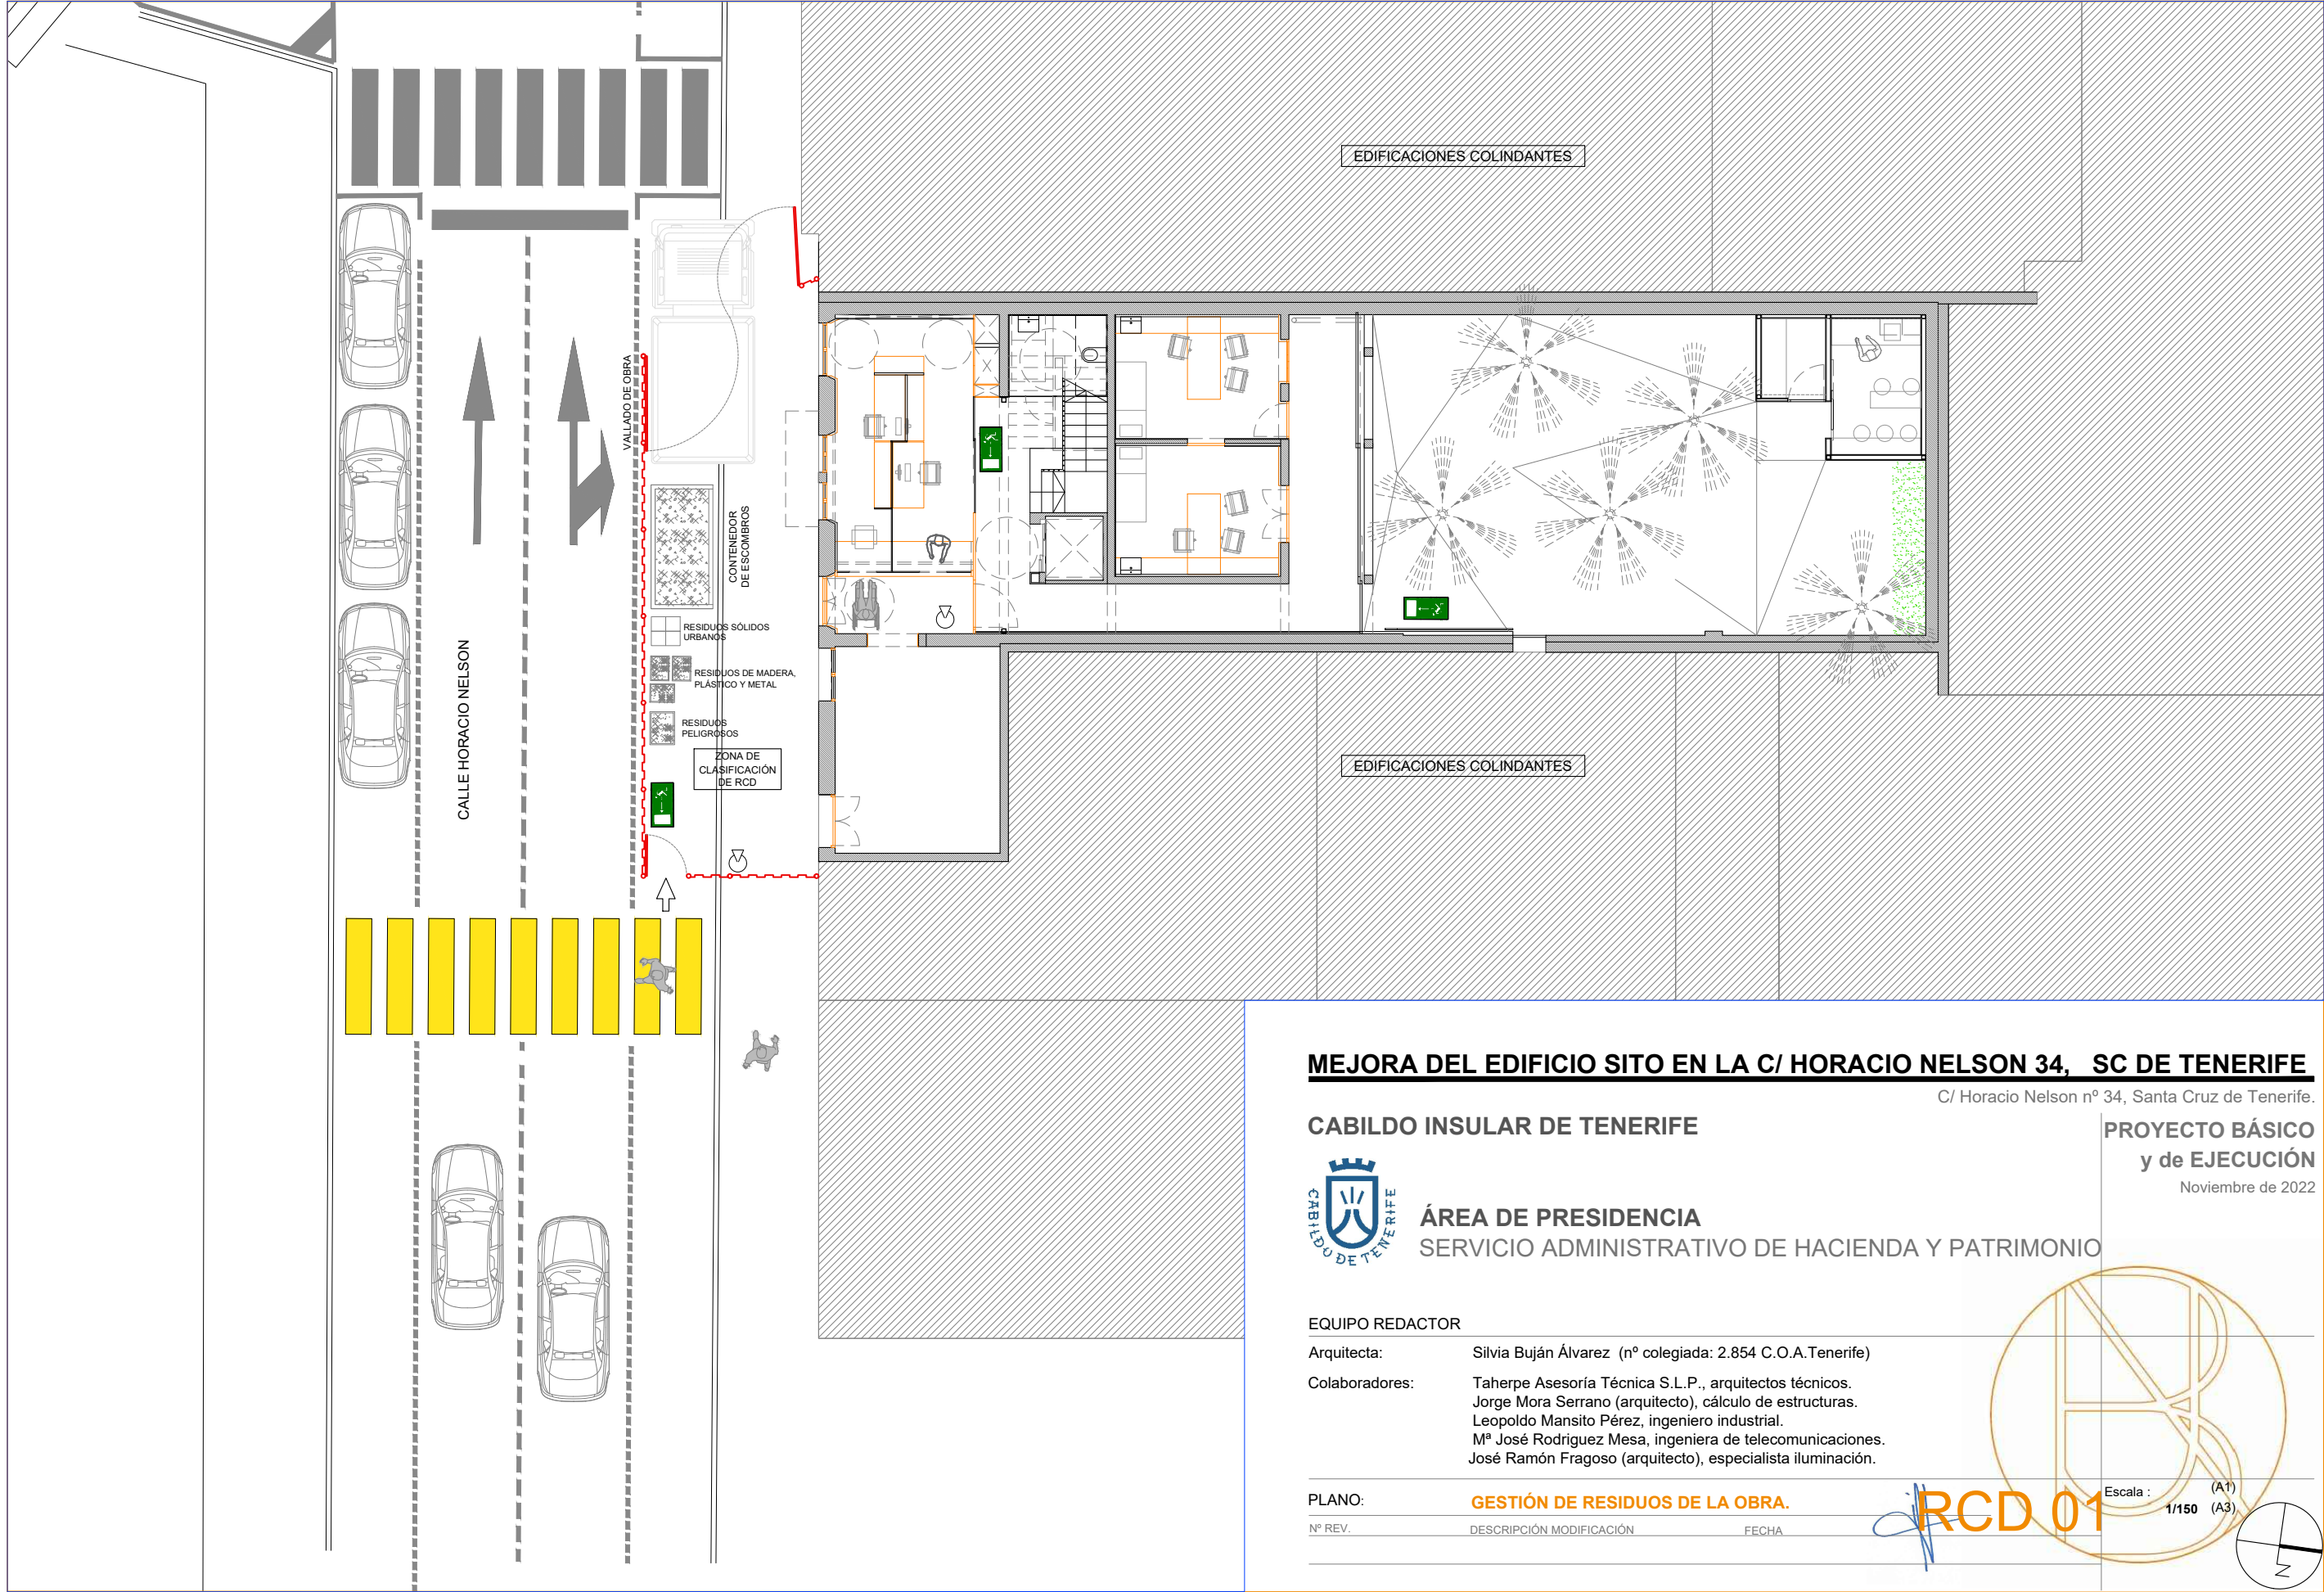 EDIFICACIONES COLINDANTES
VALLADO DE OBRA
CONTENEDOR
DE ESCOMBROS
RESIDUOS SÓLIDOS
URBANOS
RESIDUOS DE MADERA,
PLÁSTICO Y METAL
RESIDUOS
PELIGROSOS
ZONA DE
CLASIFICACIÓN
DE RCD
CALLE HORACIO NELSON
EDIFICACIONES COLINDANTES
MEJORA DEL EDIFICIO SITO EN LA C/ HORACIO NELSON 34, SC DE TENERIFE
C/ Horacio Nelson nº 34, Santa Cruz de Tenerife.
CABILDO INSULAR DE TENERIFE
PROYECTO BÁSICO
y de EJECUCIÓN
Noviembre de 2022
CABILDO DE TENERIFE
ÁREA DE PRESIDENCIA
SERVICIO ADMINISTRATIVO DE HACIENDA Y PATRIMONIO
EQUIPO REDACTOR
Arquitecta: Silvia Buján Álvarez (nº colegiada: 2.854 C.O.A.Tenerife)
Colaboradores: Taherpe Asesoría Técnica S.L.P., arquitectos técnicos.
Jorge Mora Serrano (arquitecto), cálculo de estructuras.
Leopoldo Mansito Pérez, ingeniero industrial.
Mª José Rodriguez Mesa, ingeniera de telecomunicaciones.
José Ramón Fragoso (arquitecto), especialista iluminación.
PLANO: GESTIÓN DE RESIDUOS DE LA OBRA.
RCD 01
Escala : (A1)
1/150 (A3)
Nº REV. DESCRIPCIÓN MODIFICACIÓN FECHA
N